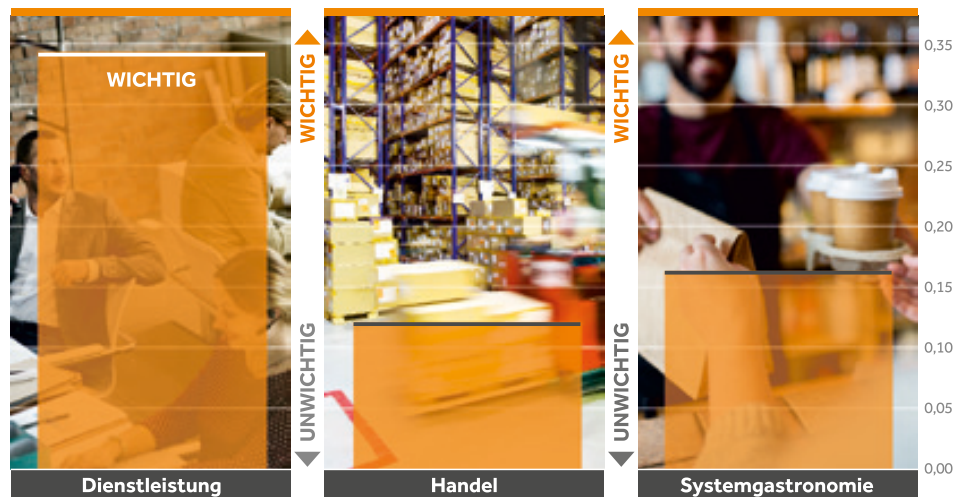 WICHTIG
WICHTIG
UNWICHTIG
WICHTIG
UNWICHTIG
0,35
0,30
0,25
0,20
0,15
0,10
0,05
0,00
Dienstleistung
Handel
Systemgastronomie